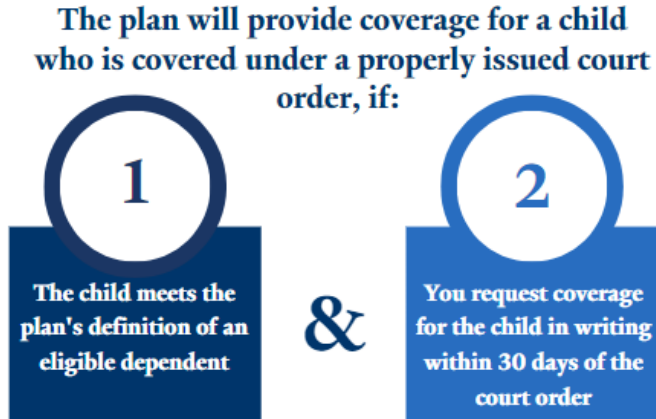 The plan will provide coverage for a child
who is covered under a properly issued court
order, if:
1
The child meets the
plan's definition of an
eligible dependent
&
2
You request coverage
for the child in writing
within 30 days of the
court order